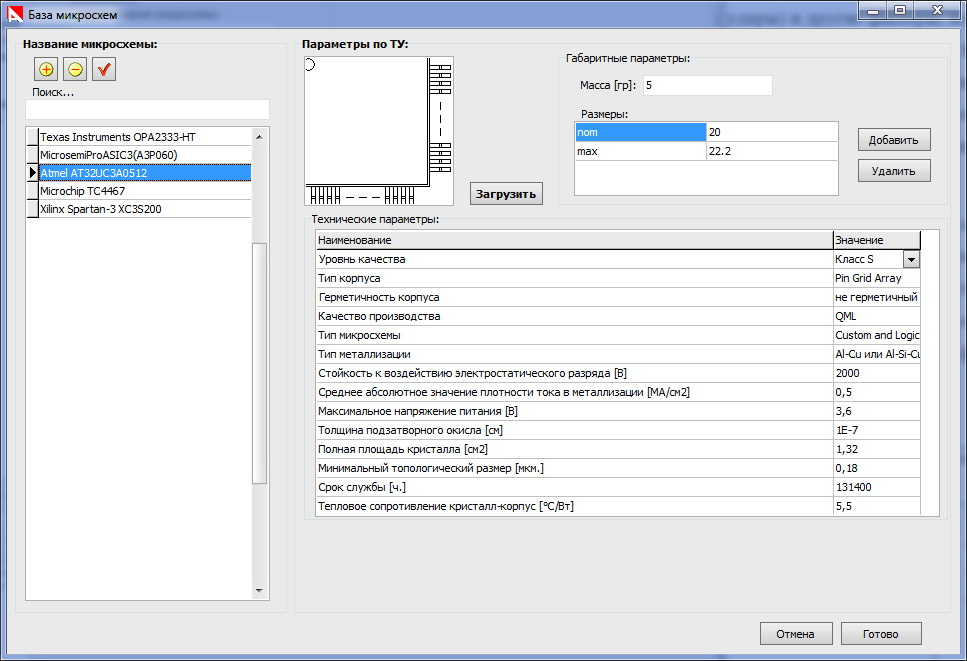 База микросхем
Название микросхемы:
Поиск...
Texas Instruments OPA2333-HT
MicrosemiProASIC3(A3P060)
Atmel AT32UC3A0512
Microchip TC4467
Xilinx Spartan-3 XC3S200
Параметры по ТУ:
Загрузить
Габаритные параметры:
Масса [гр]: 5
Размеры:
nom 20
max 22.2
Добавить
Удалить
Технические параметры:
Наименование Значение
Уровнь качества Класс S
Тип корпуса Pin Grid Array
Герметичность корпуса не герметичный
Качество производства QML
Тип микросхемы Custom and Logic
Тип металлизации Al-Cu или Al-Si-Cu
Стойкость к воздействию электростатического разряда [В] 2000
Среднее абсолютное значение плотности тока в металлизации [МА/см2] 0,5
Максимальное напряжение питания [В] 3,6
Толщина подзатворного окисла [см] 1E-7
Полная площадь кристалла [см2] 1,32
Минимальный топологический размер [мкм.] 0,18
Срок службы [ч.] 131400
Тепловое сопротивление кристалл-корпус [°С/Вт] 5,5
Отмена
Готово